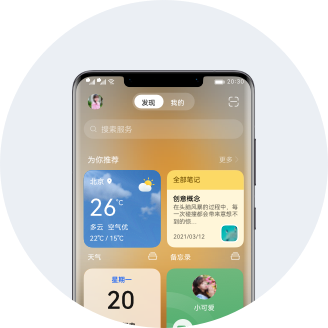 20:30
发现 我的
搜索服务
为你推荐 更多
北京
26°C
多云 空气优
22℃ / 15℃
全部笔记
创意概念
在头脑风暴的过程中，每
一次碰撞都会带来意想不
到的惊...
2021/03/12
天气 备忘录
星期一
20
小可爱